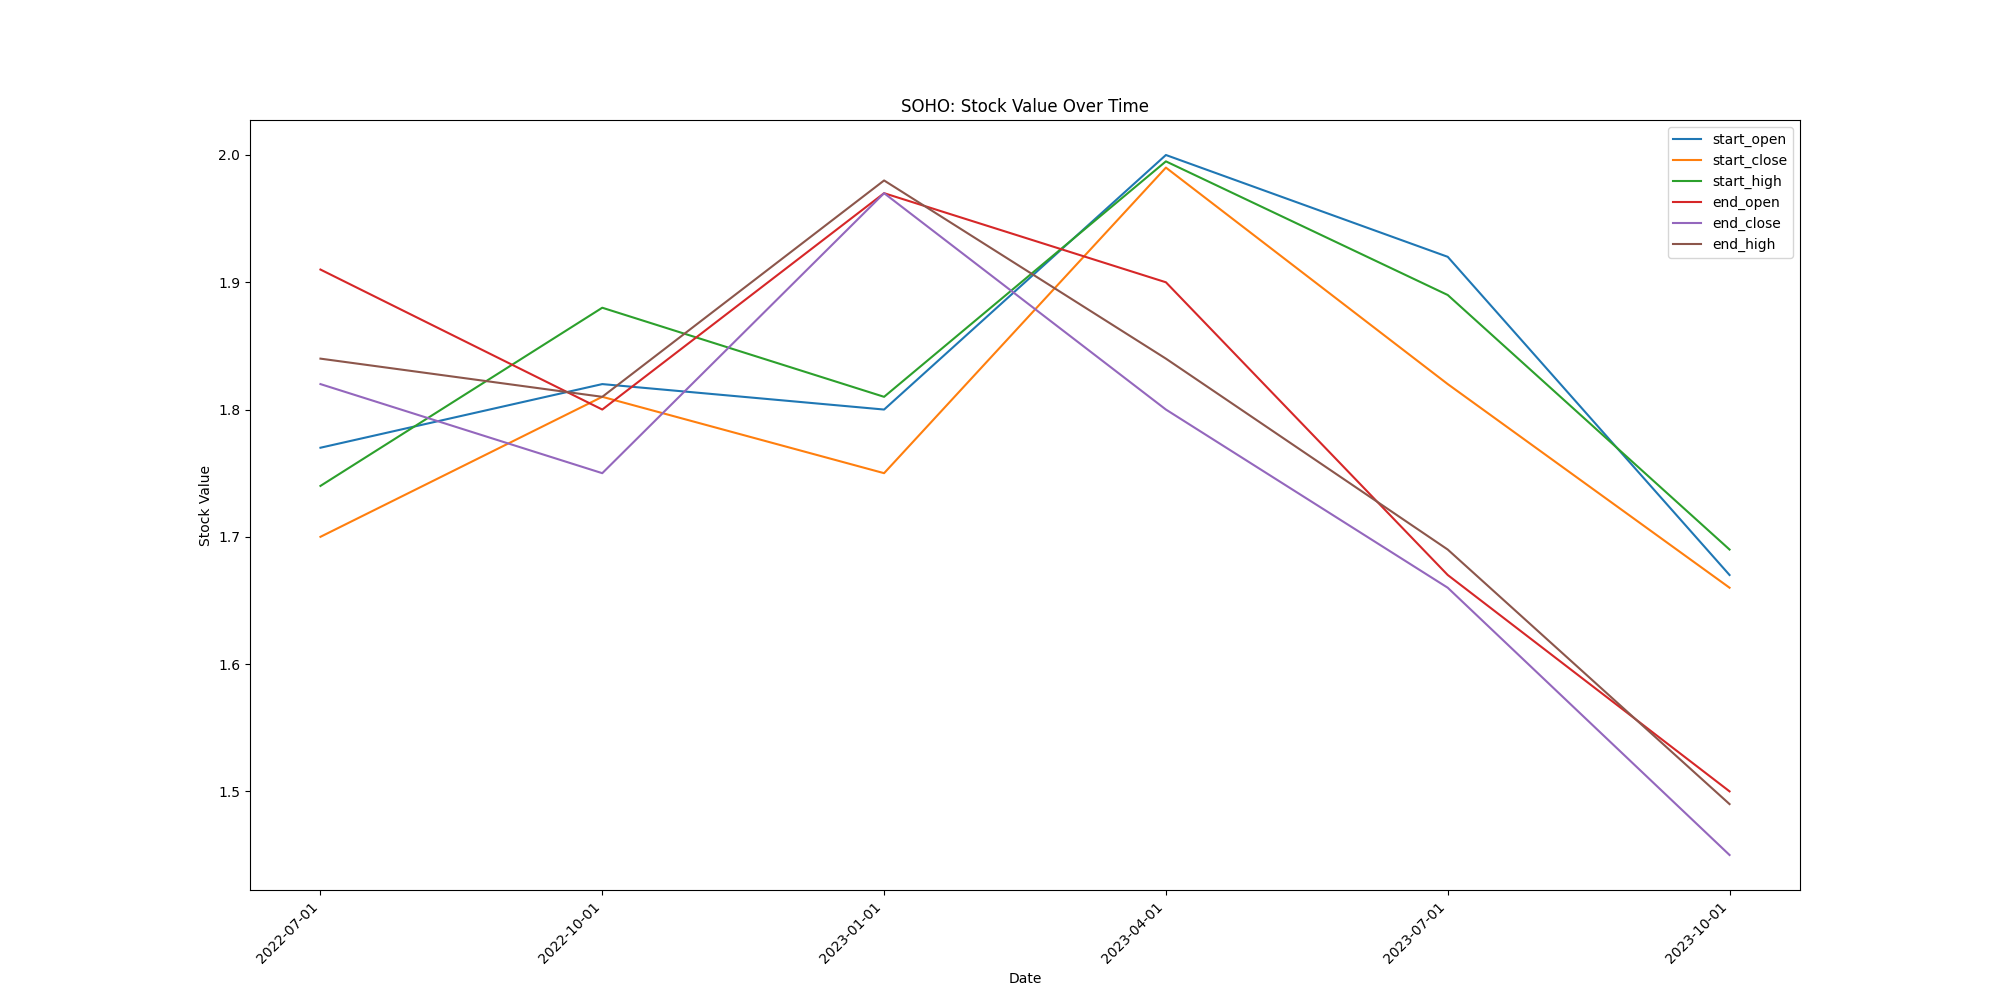 SOHO: Stock Value Over Time
start_open
start_close
start_high
end_open
end_close
end_high
Stock Value
2.0
1.9
1.8
1.7
1.6
1.5
2022-07-01
2022-10-01
2023-01-01
2023-04-01
2023-07-01
2023-10-01
Date